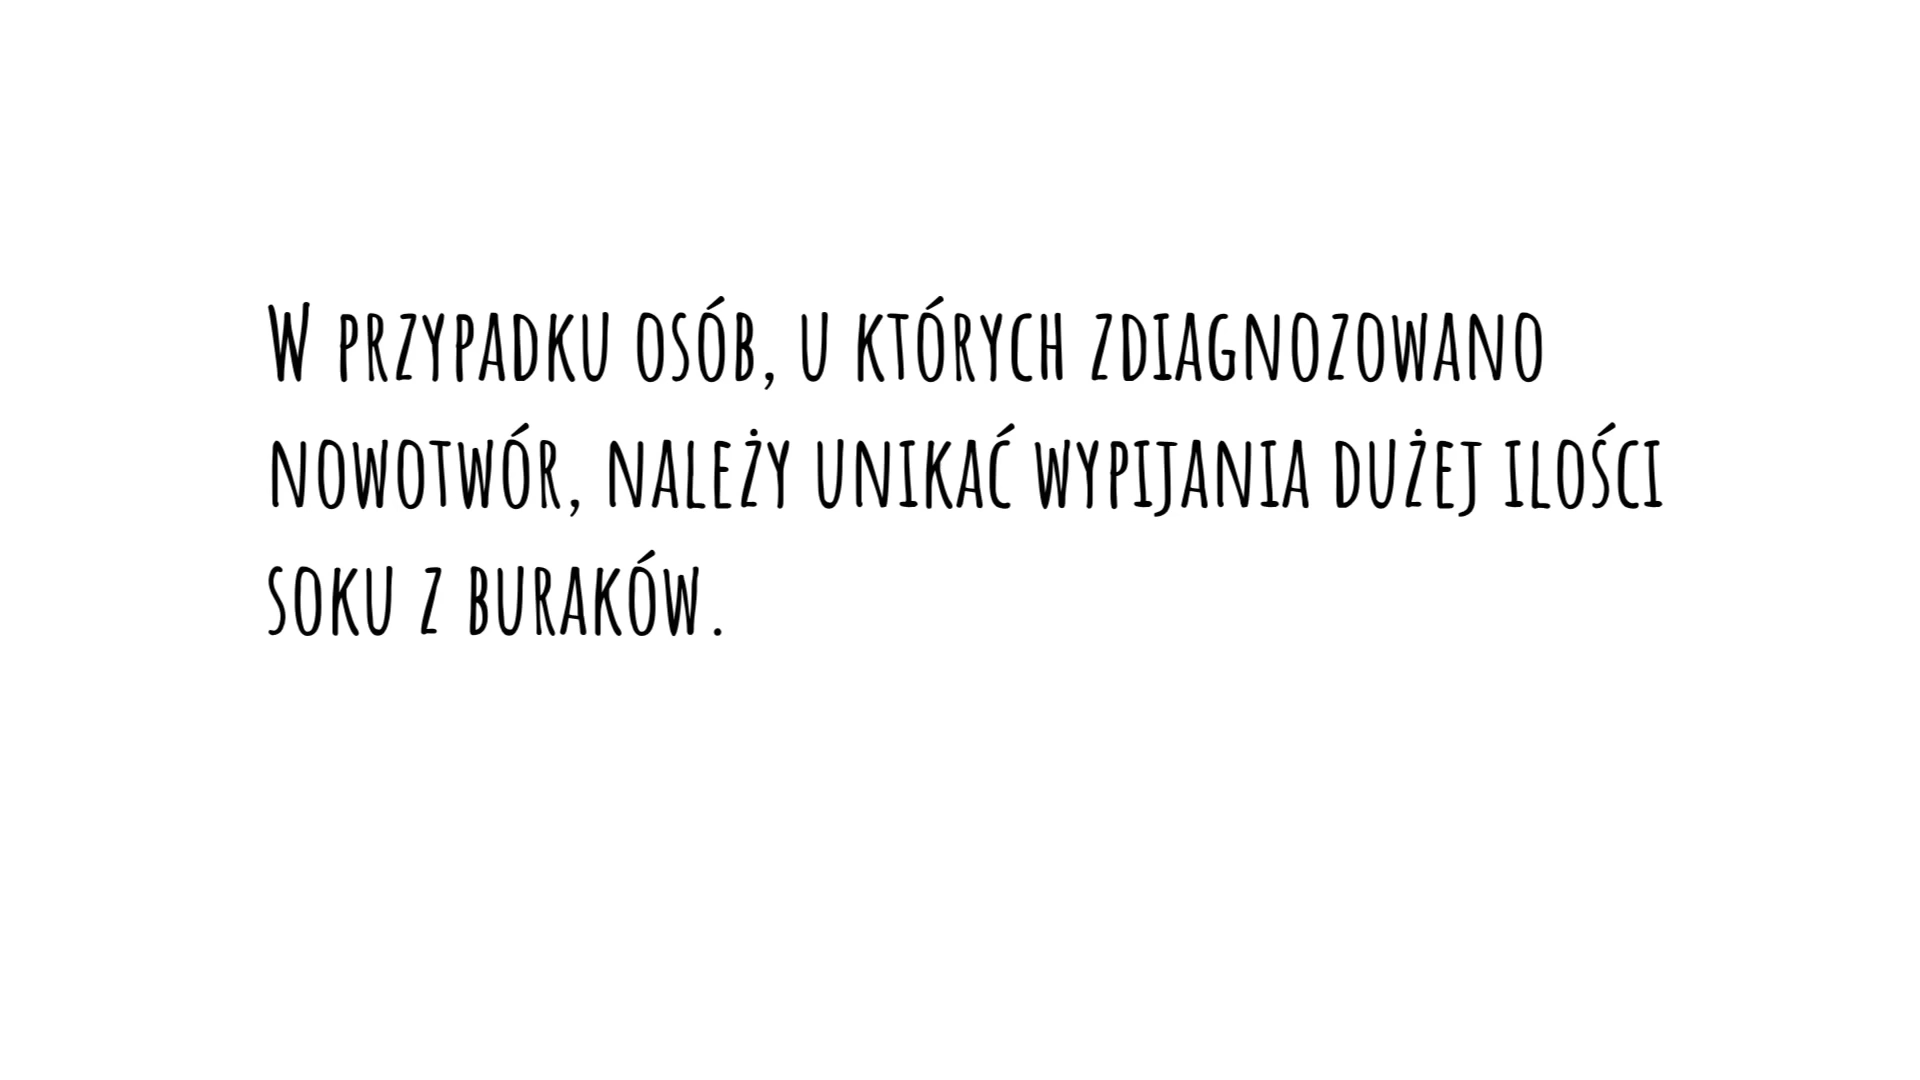 W przypadku osób, u których zdiagnozowano
nowotwór, należy unikać wypijania dużej ilości
soku z buraków.